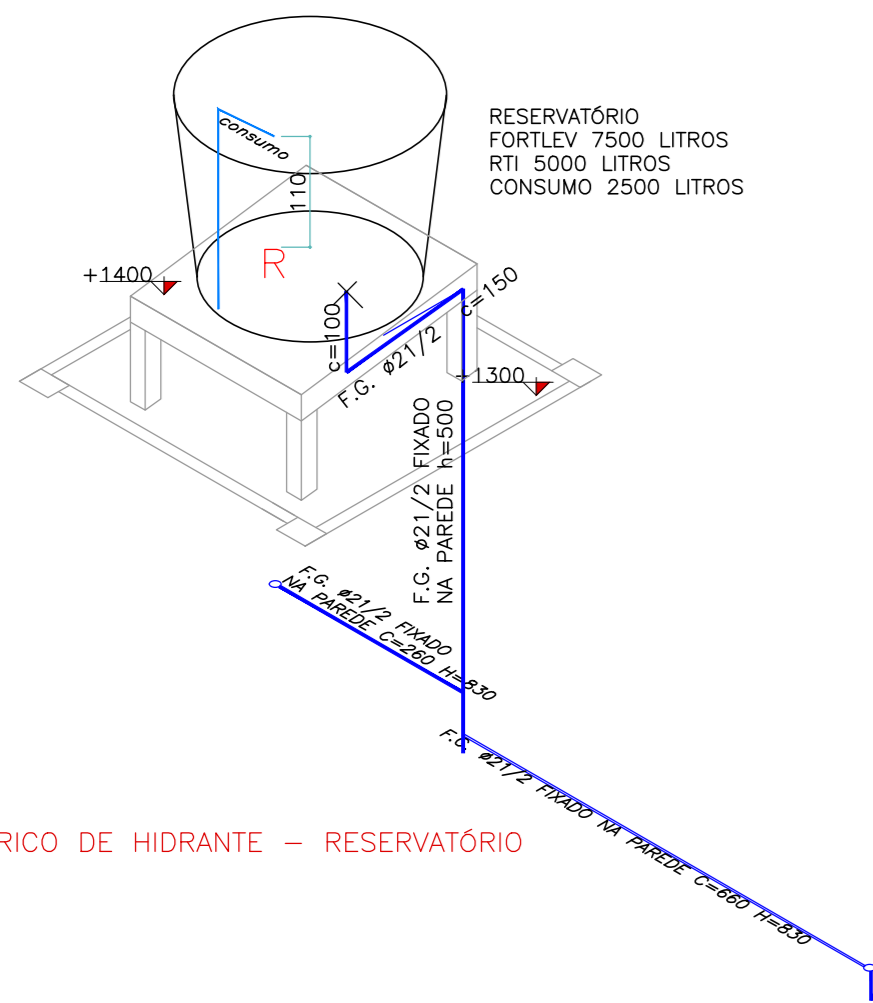 RESERVATÓRIO
FORTLEV 7500 LITROS
RTI 5000 LITROS
CONSUMO 2500 LITROS
consumo
110
R
+1400
c=100
c=150
F.G. ø21/2
+1300
F.G. ø21/2 FIXADO
NA PAREDE h=500
F.G. ø21/2 FIXADO
NA PAREDE C=260 H=830
F.G. ø21/2 FIXADO NA PAREDE C=660 H=830
RICO DE HIDRANTE – RESERVATÓRIO